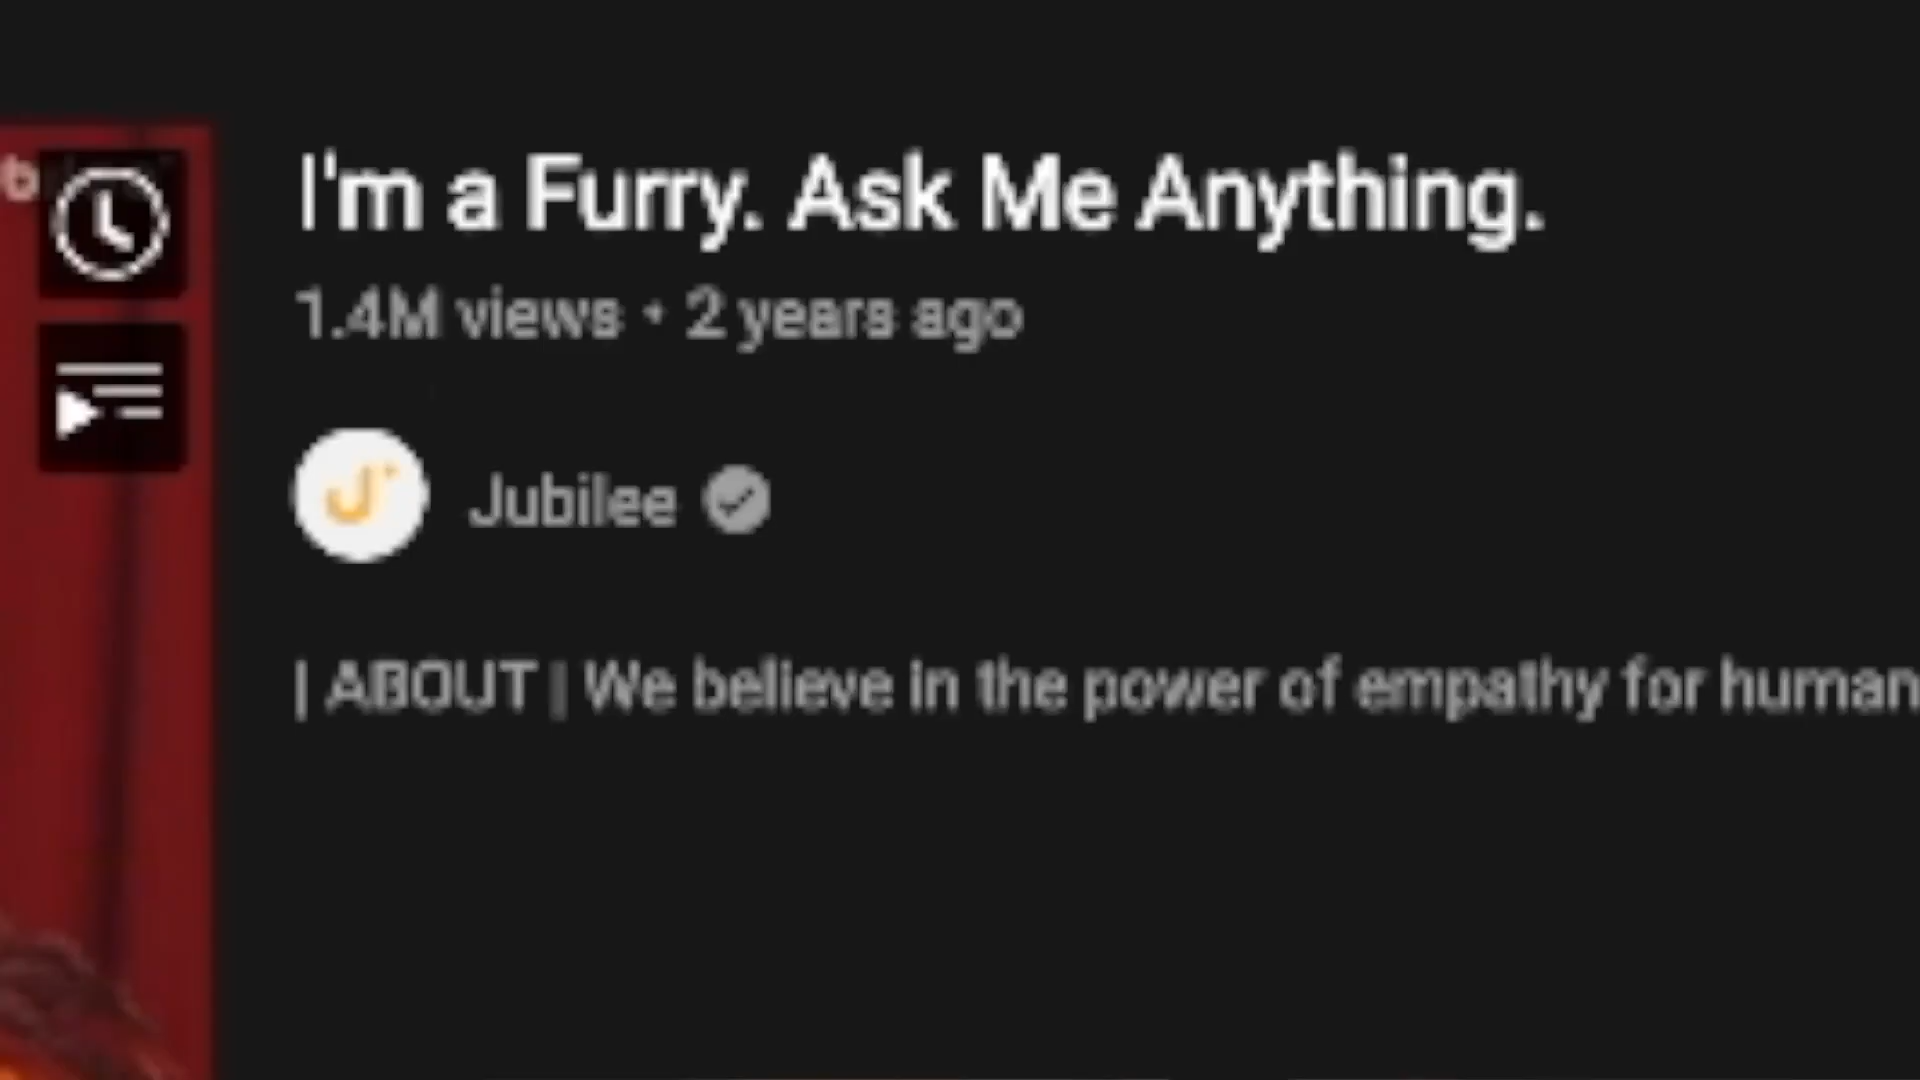 I'm a Furry. Ask Me Anything.
1.4M views • 2 years ago
Jubilee
| ABOUT | We believe in the power of empathy for human